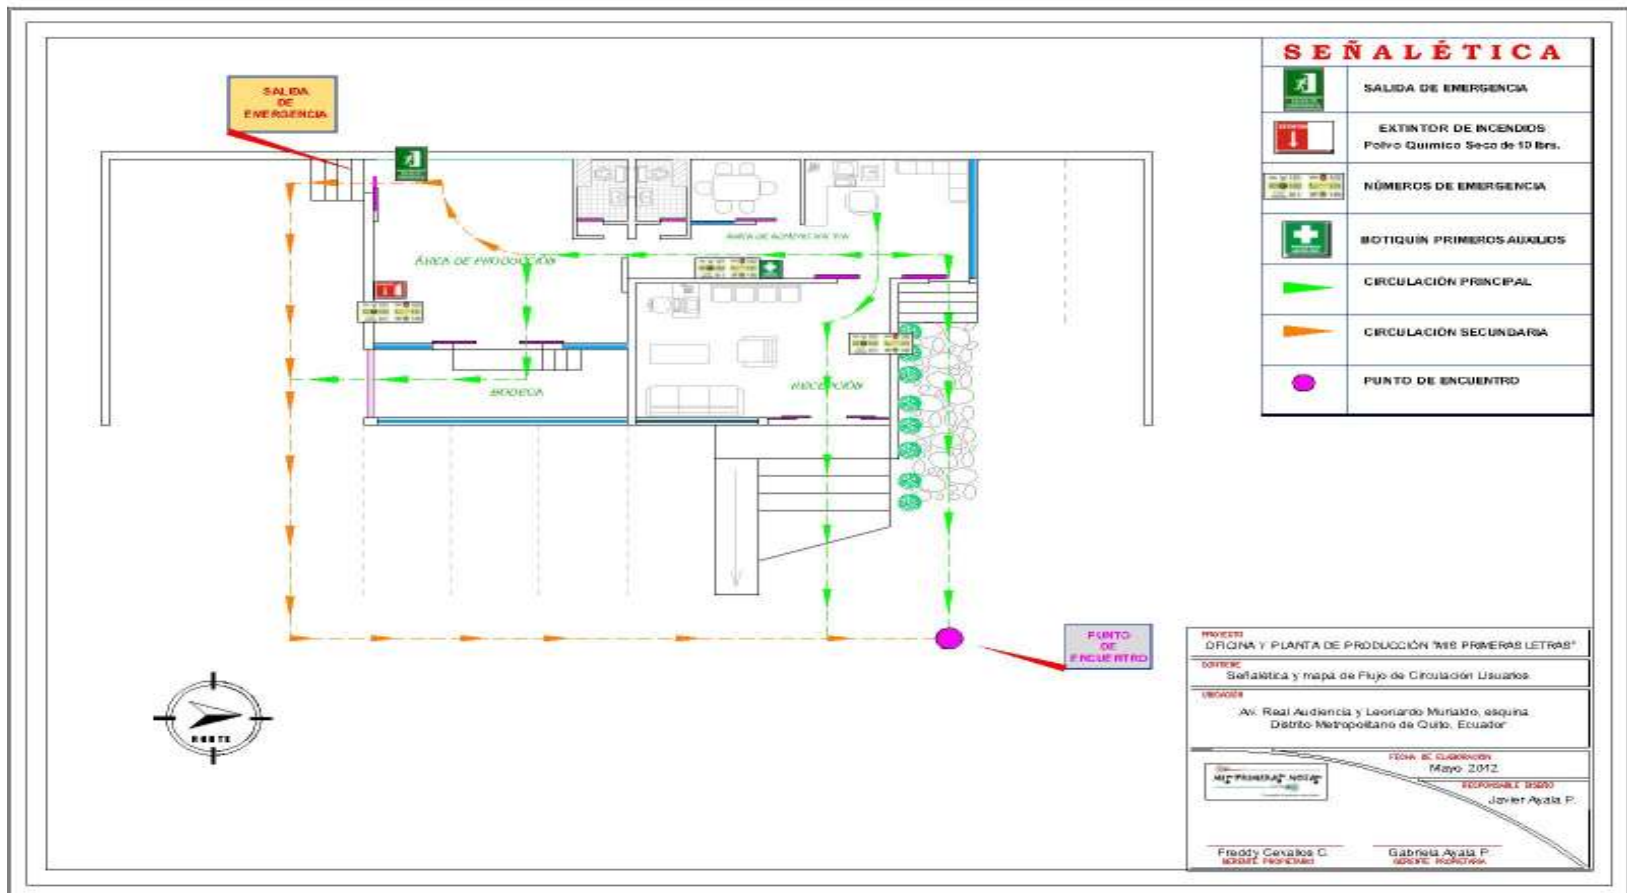 SEÑALÉTICA
SALIDA DE EMERGENCIA
EXTINTOR DE INCENDIOS
Polvo Químico Seco de 10 lbrs.
NÚMEROS DE EMERGENCIA
BOTIQUÍN PRIMEROS AUXILIOS
CIRCULACIÓN PRINCIPAL
CIRCULACIÓN SECUNDARIA
PUNTO DE ENCUENTRO
SALIDA
DE
EMERGENCIA
ÁREA DE PRODUCCIÓN
BODEGA
RECEPCIÓN
PUNTO
DE
ENCUENTRO
NORTE
PROYECTO
OFICINA Y PLANTA DE PRODUCCIÓN "MIS PRIMERAS LETRAS"
CONTIENE
Señalética y mapa de Flujo de Circulación Usuarios
UBICACIÓN
Av. Real Audiencia y Leonardo Murialdo, esquina
Distrito Metropolitano de Quito, Ecuador
FECHA DE ELABORACIÓN
Mayo 2012
RESPONSABLE DISEÑO
Javier Ayala P.
Freddy Cevallos C.
GERENTE PROPIETARIO
Gabriela Ayala P.
GERENTE PROPIETARIA